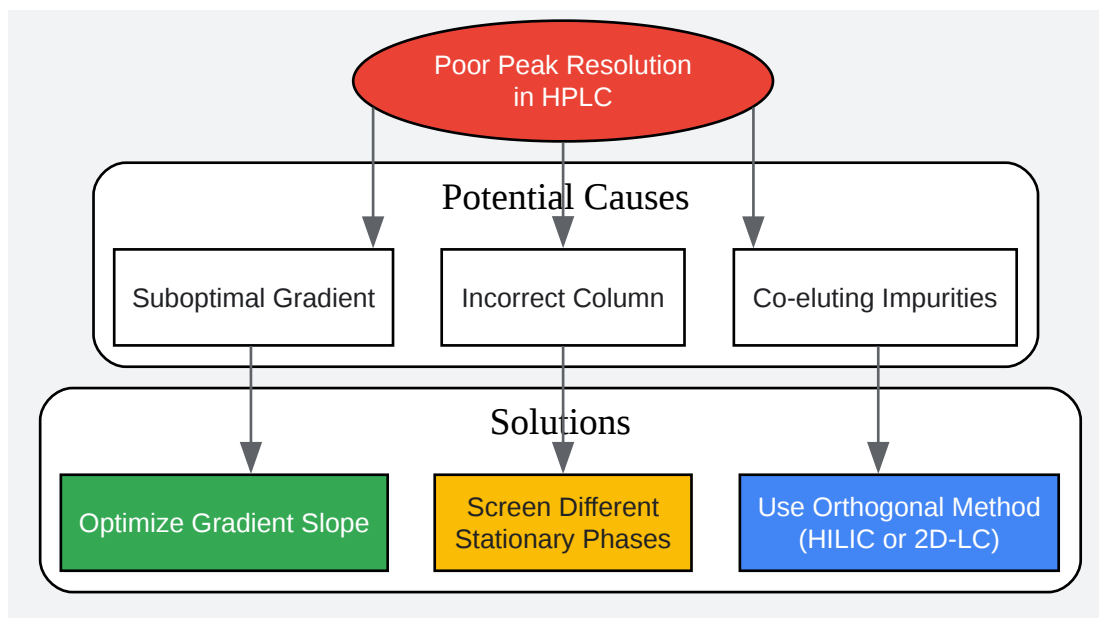 Poor Peak Resolution
in HPLC
Potential Causes
Suboptimal Gradient
Incorrect Column
Co-eluting Impurities
Solutions
Optimize Gradient Slope
Screen Different
Stationary Phases
Use Orthogonal Method
(HILIC or 2D-LC)